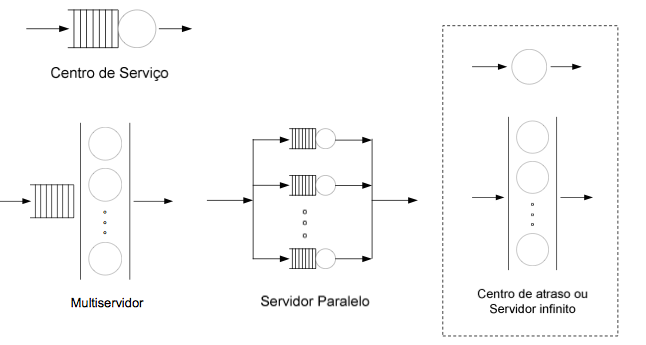 Centro de Serviço
Multiservidor
Servidor Paralelo
Centro de atraso ou
Servidor infinito